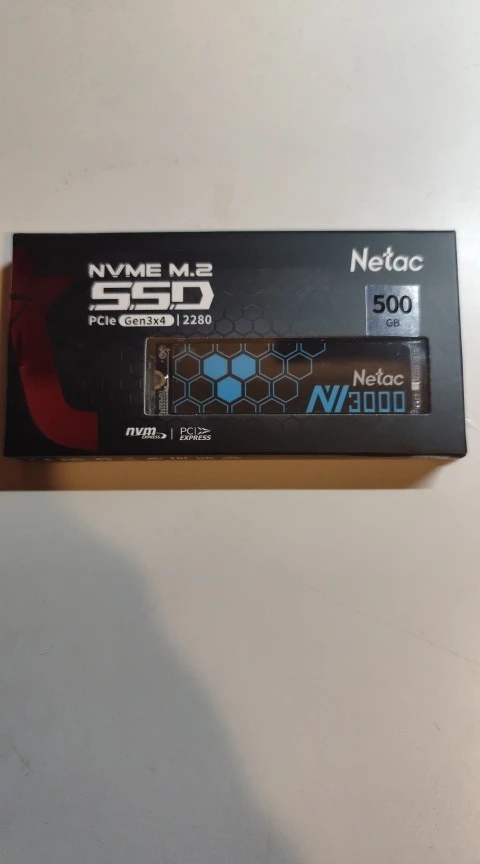 NVME M.2
SSD
PCIe Gen3x4 | 2280
Netac
500
GB
Netac
NV3000
nvm
EXPRESS
PCI
EXPRESS